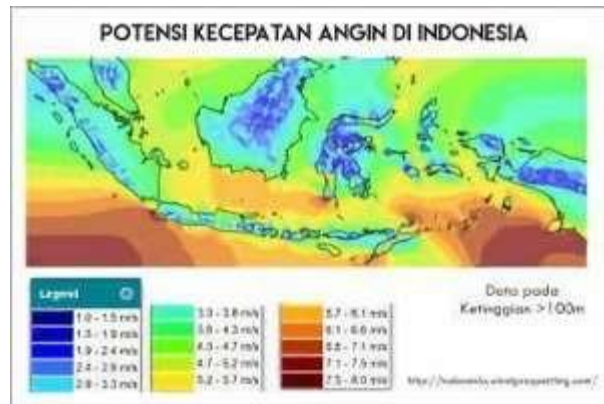 POTENSI KECEPATAN ANGIN DI INDONESIA
Legend
1.0 - 1.5 m/s
1.5 - 1.9 m/s
1.9 - 2.4 m/s
2.4 - 2.8 m/s
2.8 - 3.3 m/s
3.3 - 3.8 m/s
3.8 - 4.3 m/s
4.3 - 4.7 m/s
4.7 - 5.2 m/s
5.2 - 5.7 m/s
5.7 - 6.1 m/s
6.1 - 6.6 m/s
6.6 - 7.1 m/s
7.1 - 7.5 m/s
7.5 - 8.0 m/s
Data pada
Ketinggian >100m